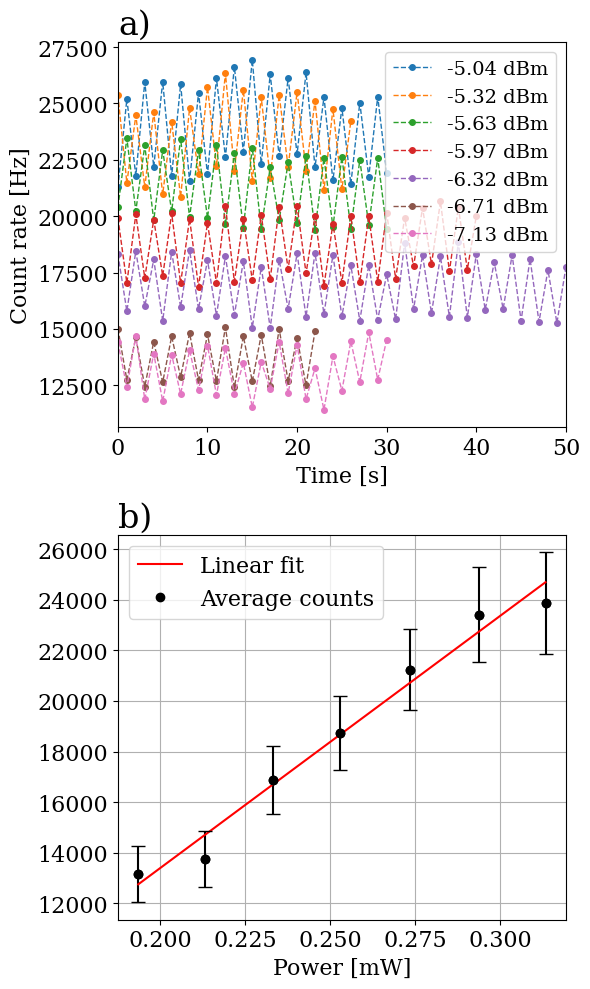 a)
27500
25000
22500
20000
17500
15000
12500
Count rate [Hz]
-5.04 dBm
-5.32 dBm
-5.63 dBm
-5.97 dBm
-6.32 dBm
-6.71 dBm
-7.13 dBm
0 10 20 30 40 50
Time [s]
b)
26000
24000
22000
20000
18000
16000
14000
12000
Linear fit
Average counts
0.200 0.225 0.250 0.275 0.300
Power [mW]